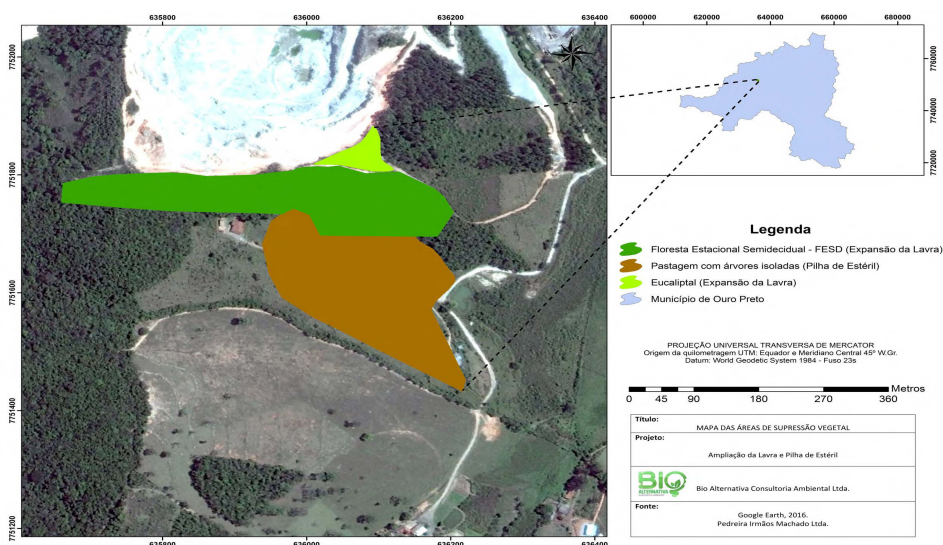 635800
636000
636200
636400
7752000
7751800
7751600
7751400
7751200
635800
636000
636200
636400
600000
620000
640000
660000
680000
7760000
7740000
7720000
Legenda
Floresta Estacional Semidecidual - FESD (Expansão da Lavra)
Pastagem com árvores isoladas (Pilha de Estéril)
Eucaliptal (Expansão da Lavra)
Município de Ouro Preto
PROJEÇÃO UNIVERSAL TRANSVERSA DE MERCATOR
Origem da quilometragem UTM: Equador e Meridiano Central 45º W.Gr.
Datum: World Geodetic System 1984 - Fuso 23s
Metros
0 45 90 180 270 360
Título:
MAPA DAS ÁREAS DE SUPRESSÃO VEGETAL
Projeto:
Ampliação da Lavra e Pilha de Estéril
BiO
ALTERNATIVA
Bio Alternativa Consultoria Ambiental Ltda.
Fonte:
Google Earth, 2016.
Pedreira Irmãos Machado Ltda.